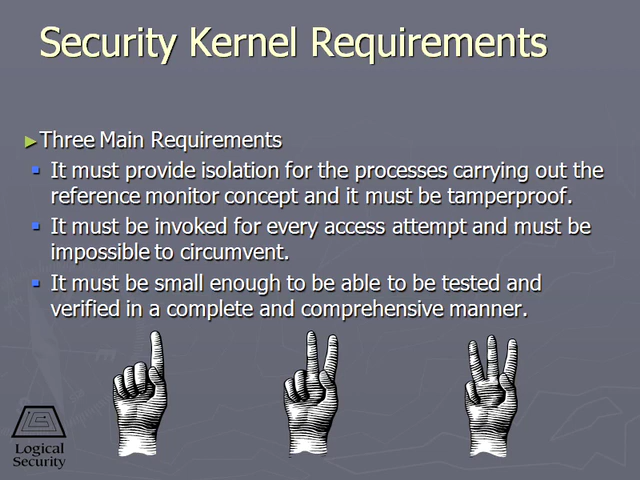 Security Kernel Requirements
Three Main Requirements
It must provide isolation for the processes carrying out the
reference monitor concept and it must be tamperproof.
It must be invoked for every access attempt and must be
impossible to circumvent.
It must be small enough to be able to be tested and
verified in a complete and comprehensive manner.
Logical
Security